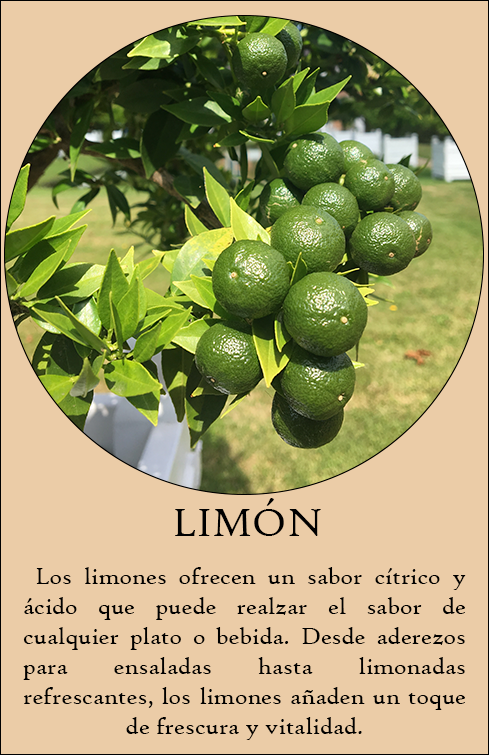 LIMÓN
Los limones ofrecen un sabor cítrico y
ácido que puede realzar el sabor de
cualquier plato o bebida. Desde aderezos
para ensaladas hasta limonadas
refrescantes, los limones añaden un toque
de frescura y vitalidad.